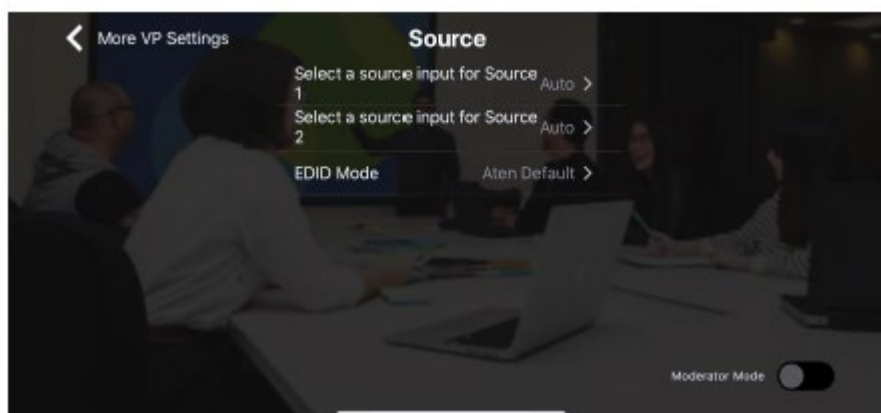 More VP Settings
Source
Select a source input for Source
1
Auto
Select a source input for Source
2
Auto
EDID Mode
Aten Default
Moderator Mode